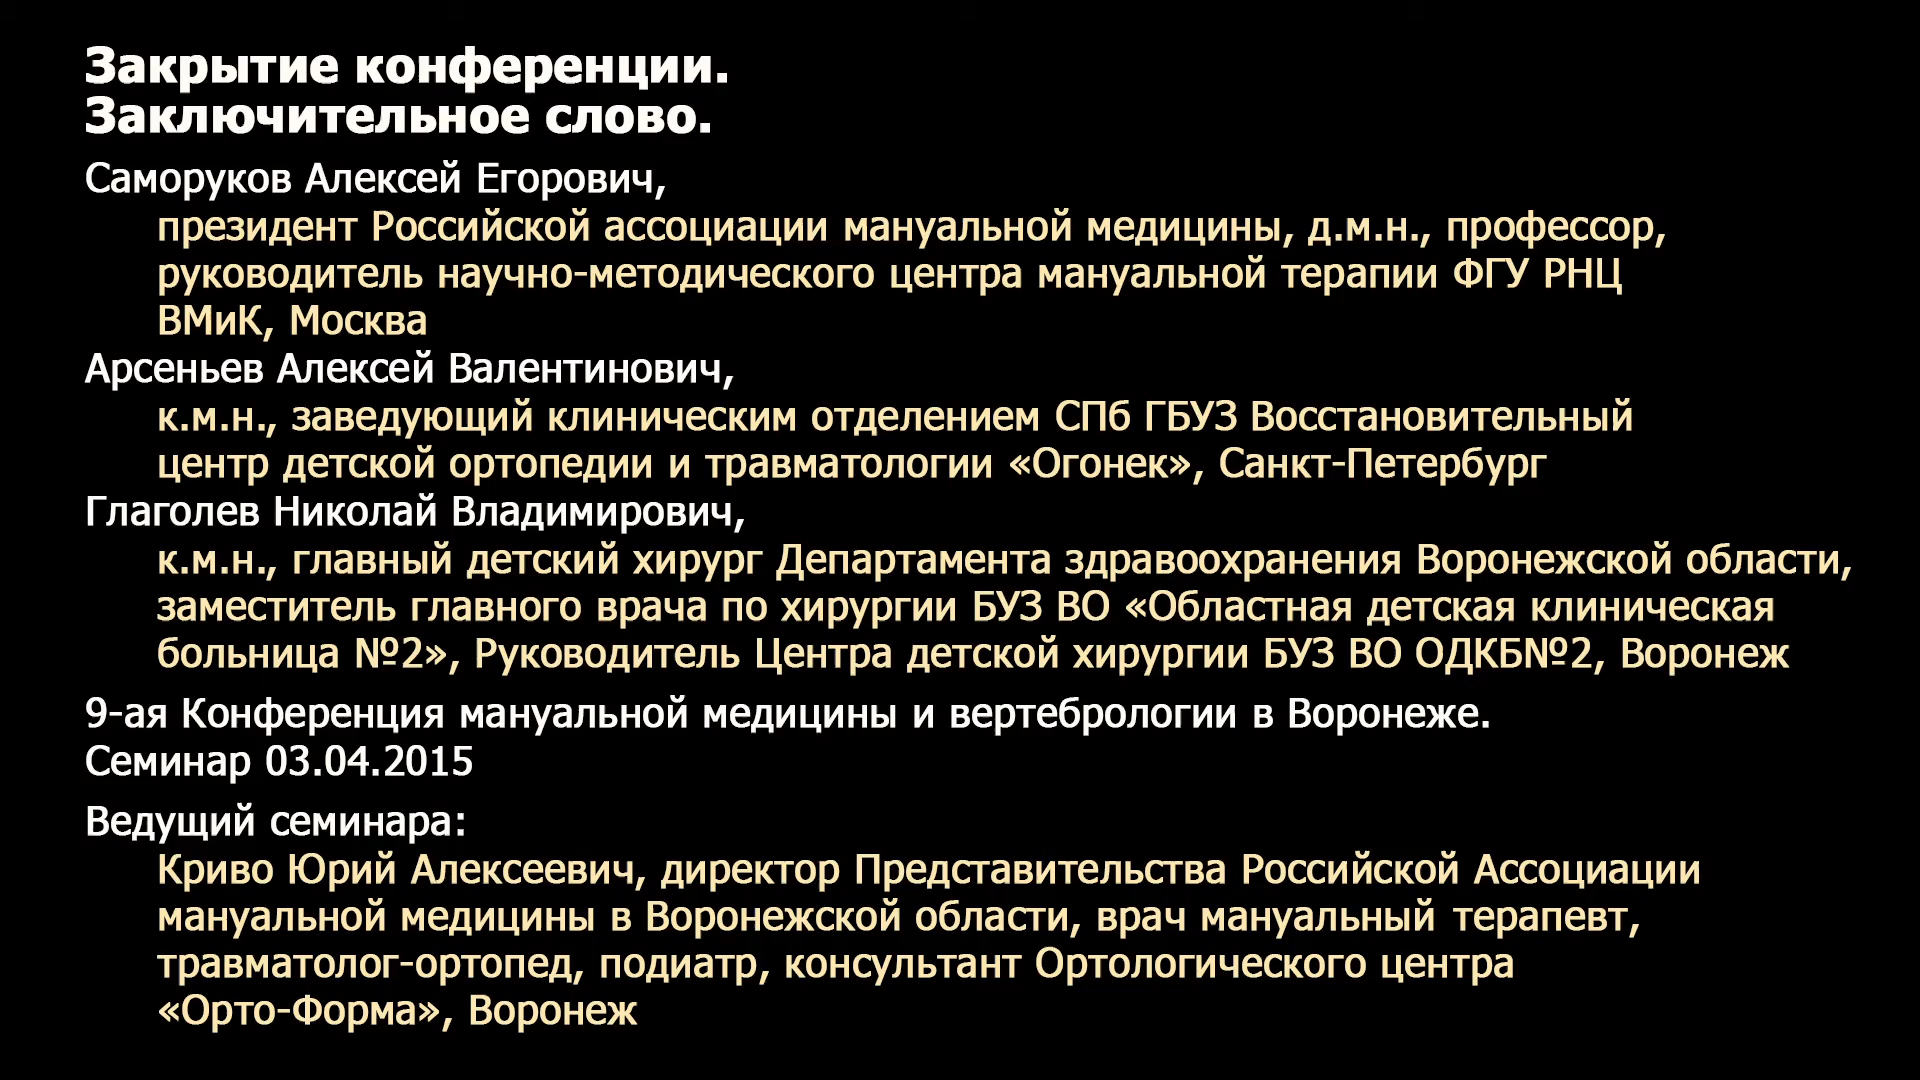 Закрытие конференции.
Заключительное слово.
Саморуков Алексей Егорович,
президент Российской ассоциации мануальной медицины, д.м.н., профессор,
руководитель научно-методического центра мануальной терапии ФГУ РНЦ
ВМиК, Москва
Арсеньев Алексей Валентинович,
к.м.н., заведующий клиническим отделением СПб ГБУЗ Восстановительный
центр детской ортопедии и травматологии «Огонек», Санкт-Петербург
Глаголев Николай Владимирович,
к.м.н., главный детский хирург Департамента здравоохранения Воронежской области,
заместитель главного врача по хирургии БУЗ ВО «Областная детская клиническая
больница №2», Руководитель Центра детской хирургии БУЗ ВО ОДКБ№2, Воронеж
9-ая Конференция мануальной медицины и вертебрологии в Воронеже.
Семинар 03.04.2015
Ведущий семинара:
Криво Юрий Алексеевич, директор Представительства Российской Ассоциации
мануальной медицины в Воронежской области, врач мануальный терапевт,
травматолог-ортопед, подиатр, консультант Ортологического центра
«Орто-Форма», Воронеж